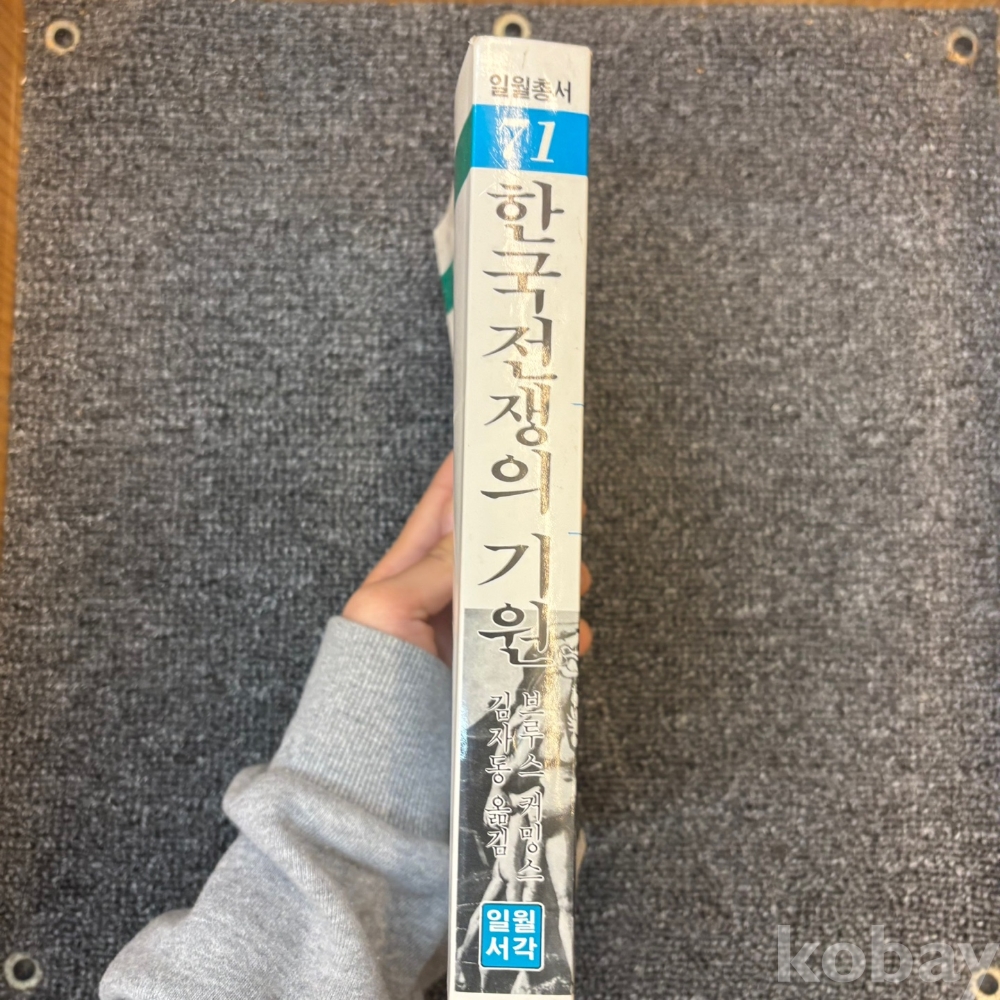 일월총서
71
한국전쟁의 기원
브루스 커밍스
김자동 옮김
일월
서각
kobay